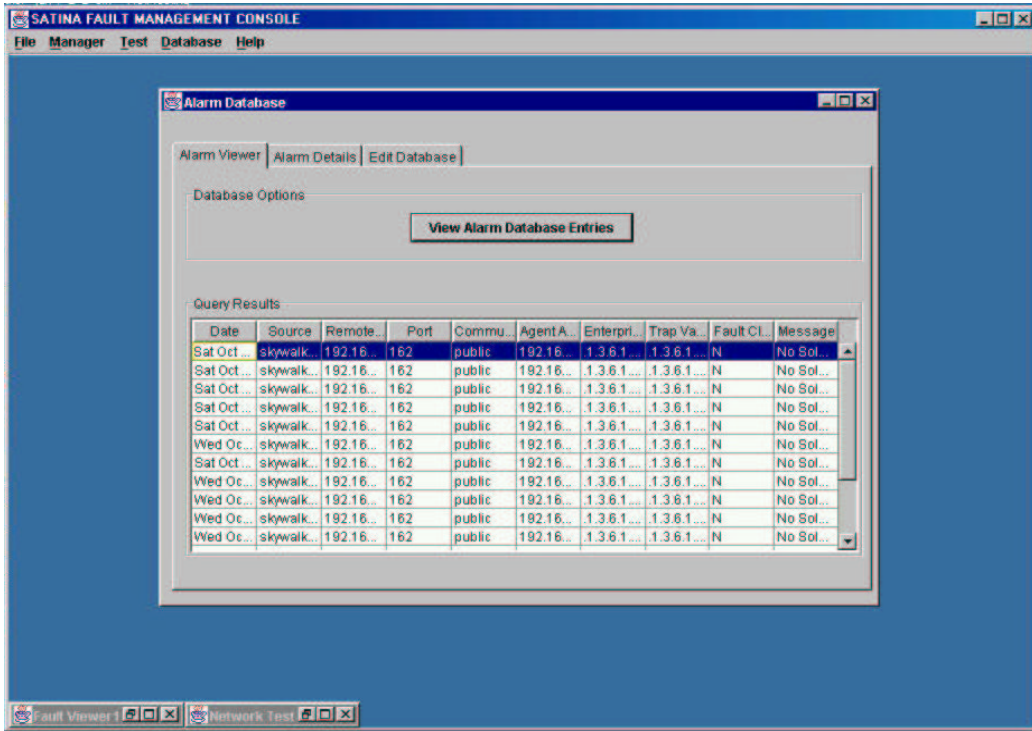 SATINA FAULT MANAGEMENT CONSOLE
File Manager Test Database Help
Alarm Database
Alarm Viewer Alarm Details Edit Database
Database Options
View Alarm Database Entries
Query Results
Date Source Remote... Port Commu... Agent A... Enterpri... Trap Va... Fault Cl... Message
Sat Oct ... skywalk... 192.16... 162 public 192.16... .1.3.6.1.... .1.3.6.1.... N No Sol...
Sat Oct ... skywalk... 192.16... 162 public 192.16... .1.3.6.1.... .1.3.6.1.... N No Sol...
Sat Oct ... skywalk... 192.16... 162 public 192.16... .1.3.6.1.... .1.3.6.1.... N No Sol...
Sat Oct ... skywalk... 192.16... 162 public 192.16... .1.3.6.1.... .1.3.6.1.... N No Sol...
Sat Oct ... skywalk... 192.16... 162 public 192.16... .1.3.6.1.... .1.3.6.1.... N No Sol...
Wed Oc... skywalk... 192.16... 162 public 192.16... .1.3.6.1.... .1.3.6.1.... N No Sol...
Sat Oct ... skywalk... 192.16... 162 public 192.16... .1.3.6.1.... .1.3.6.1.... N No Sol...
Wed Oc... skywalk... 192.16... 162 public 192.16... .1.3.6.1.... .1.3.6.1.... N No Sol...
Wed Oc... skywalk... 192.16... 162 public 192.16... .1.3.6.1.... .1.3.6.1.... N No Sol...
Wed Oc... skywalk... 192.16... 162 public 192.16... .1.3.6.1.... .1.3.6.1.... N No Sol...
Wed Oc... skywalk... 192.16... 162 public 192.16... .1.3.6.1.... .1.3.6.1.... N No Sol...
Fault Viewer1 Network Test